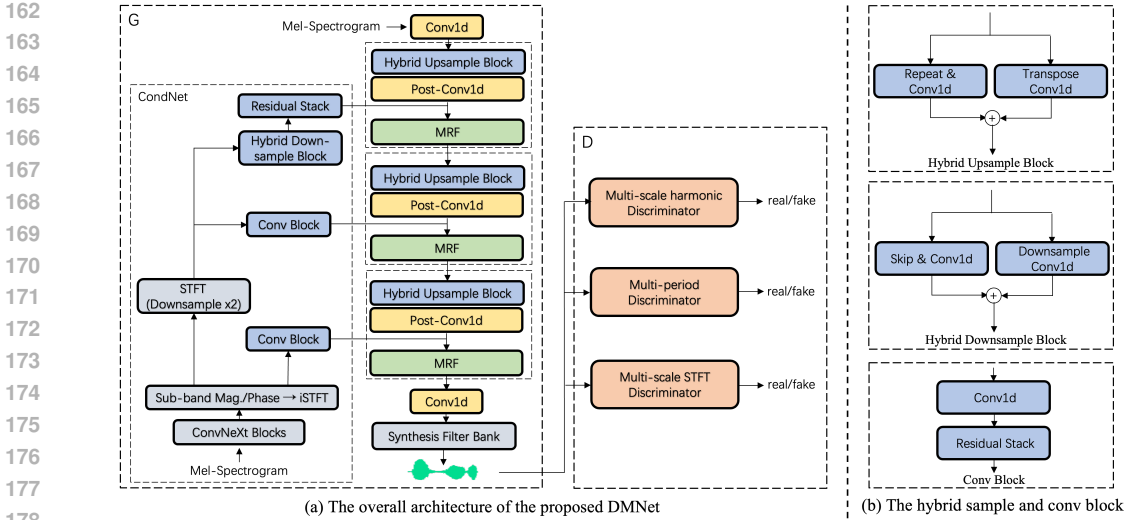 162
163
164
165
166
167
168
169
170
171
172
173
174
175
176
177
178
G
Mel-Spectrogram
Conv1d
Hybrid Upsample Block
Post-Conv1d
MRF
Hybrid Upsample Block
Post-Conv1d
MRF
Hybrid Upsample Block
Post-Conv1d
MRF
Conv1d
Synthesis Filter Bank
CondNet
Residual Stack
Hybrid Down-
sample Block
Conv Block
STFT
(Downsample x2)
Conv Block
Sub-band Mag./Phase → iSTFT
ConvNeXt Blocks
Mel-Spectrogram
D
Multi-scale harmonic
Discriminator
real/fake
Multi-period
Discriminator
real/fake
Multi-scale STFT
Discriminator
real/fake
(a) The overall architecture of the proposed DMNet
Repeat &
Conv1d
Transpose
Conv1d
+
Hybrid Upsample Block
Skip & Conv1d
Downsample
Conv1d
+
Hybrid Downsample Block
Conv1d
Residual Stack
Conv Block
(b) The hybrid sample and conv block